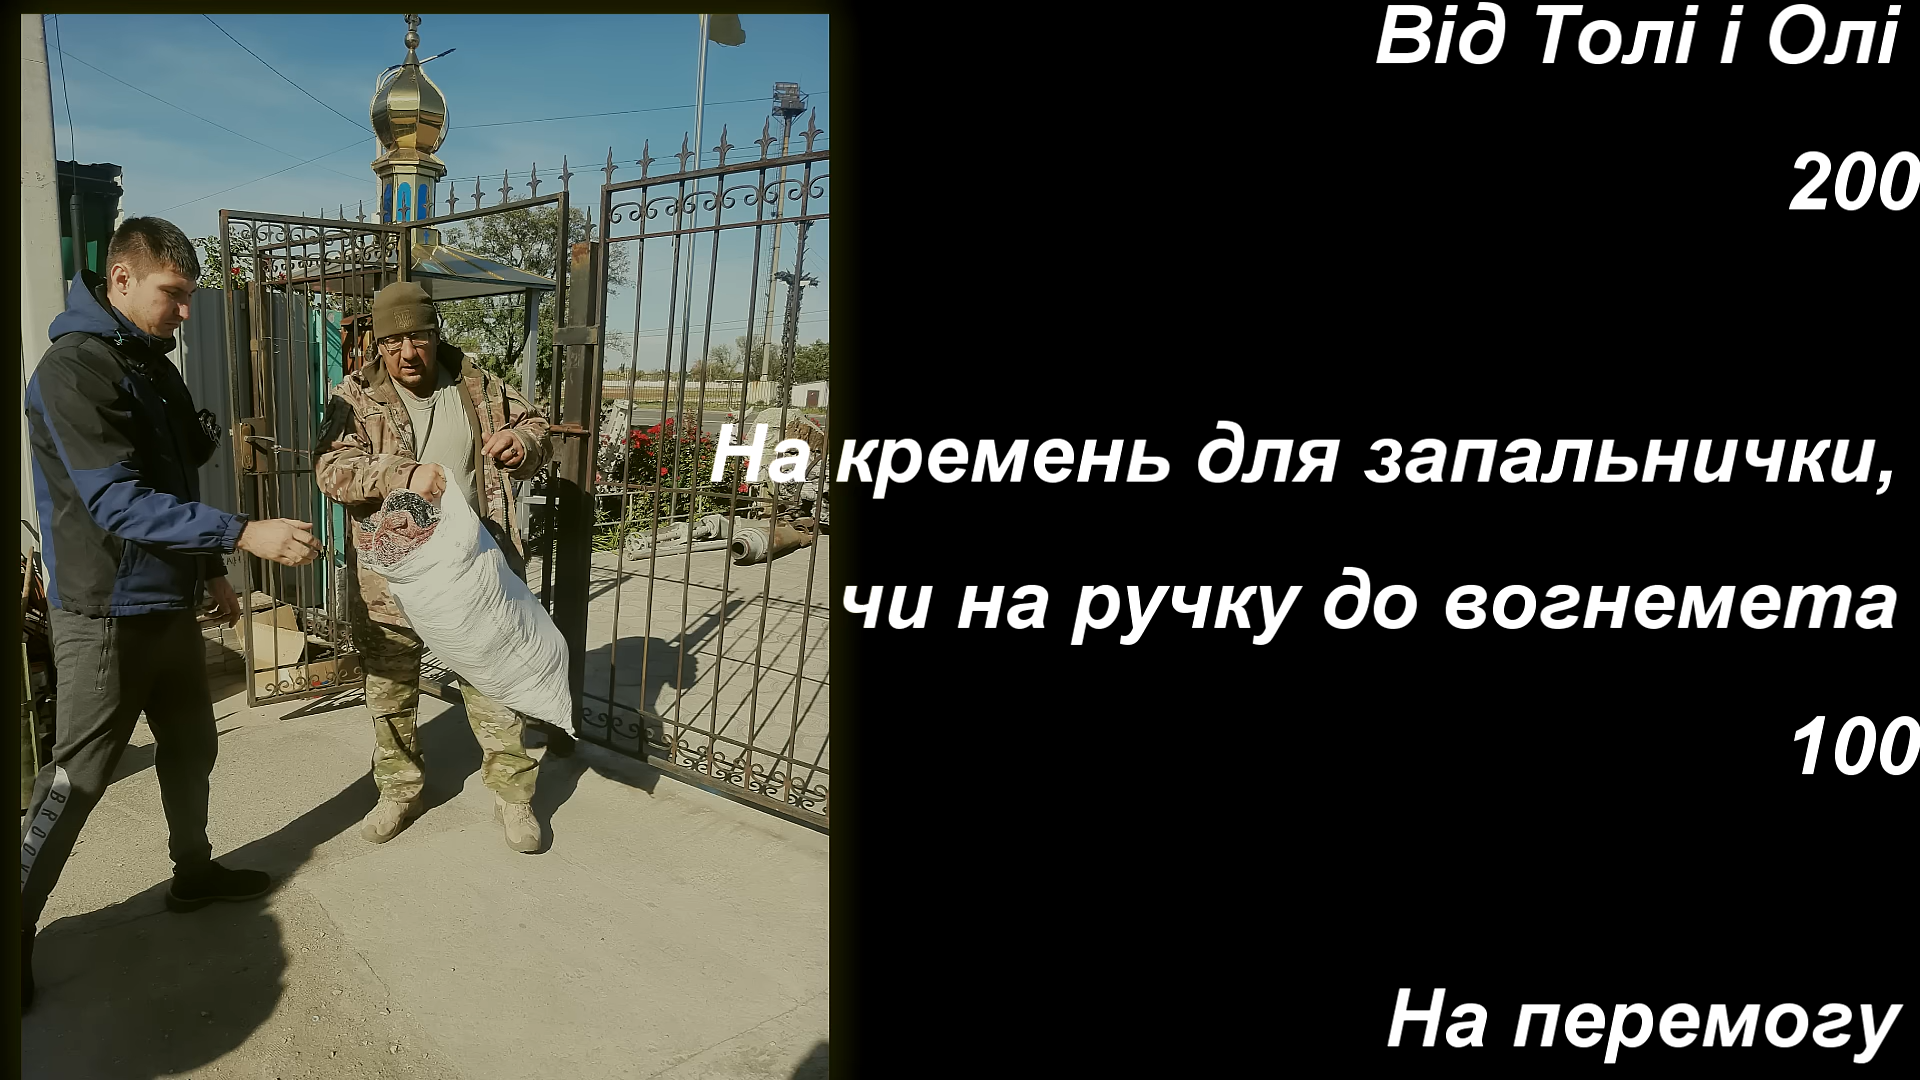 Від Толі і Олі
200
На кремень для запальнички,
чи на ручку до вогнемета
100
На перемогу